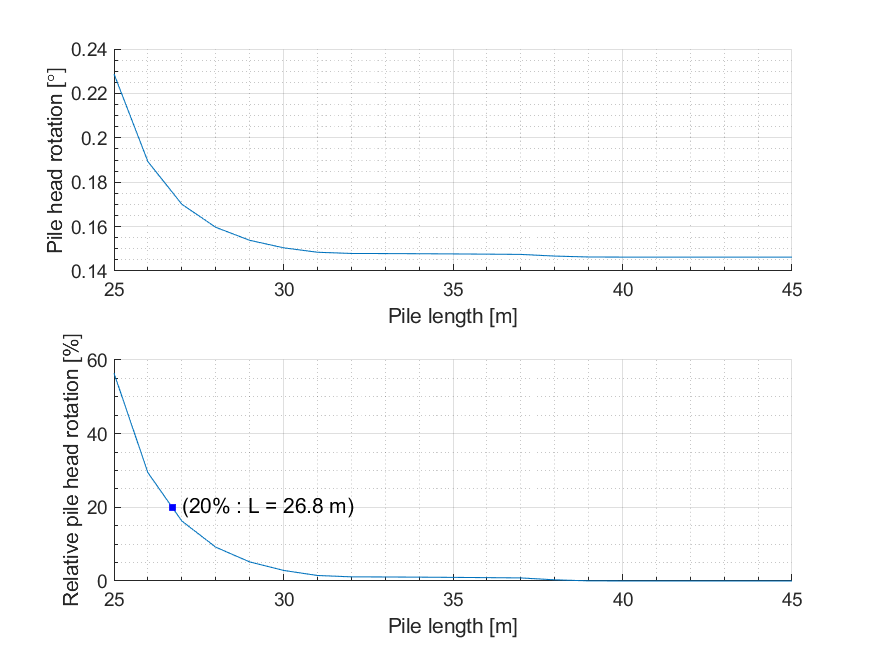 Pile head rotation [°]
0.24
0.22
0.2
0.18
0.16
0.14
25 30 35 40 45
Pile length [m]
Relative pile head rotation [%]
60
40
20
0
(20% : L = 26.8 m)
25 30 35 40 45
Pile length [m]